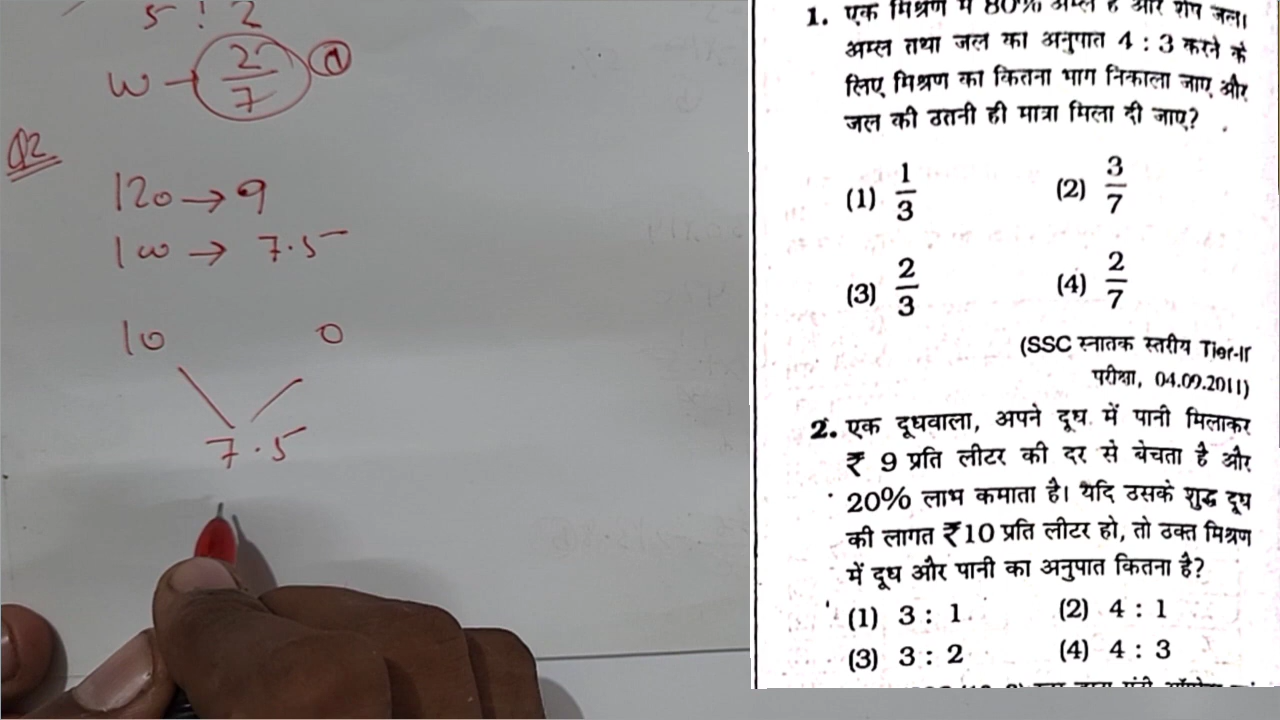 5 : 2
w → 2/7 (4)
Q2
120 → 9
100 → 7.5
10 0
7.5
1. एक मिश्रण में 80% अम्ल है और शेष जल।
अम्ल तथा जल का अनुपात 4 : 3 करने के
लिए मिश्रण का कितना भाग निकाला जाए और
जल की उतनी ही मात्रा मिला दी जाए?
(1) 1/3 (2) 3/7
(3) 2/3 (4) 2/7
(SSC स्नातक स्तरीय Tier-II
परीक्षा, 04.09.2011)
2. एक दूधवाला, अपने दूध में पानी मिलाकर
₹ 9 प्रति लीटर की दर से बेचता है और
20% लाभ कमाता है। यदि उसके शुद्ध दूध
की लागत ₹10 प्रति लीटर हो, तो उक्त मिश्रण
में दूध और पानी का अनुपात कितना है?
(1) 3 : 1 (2) 4 : 1
(3) 3 : 2 (4) 4 : 3